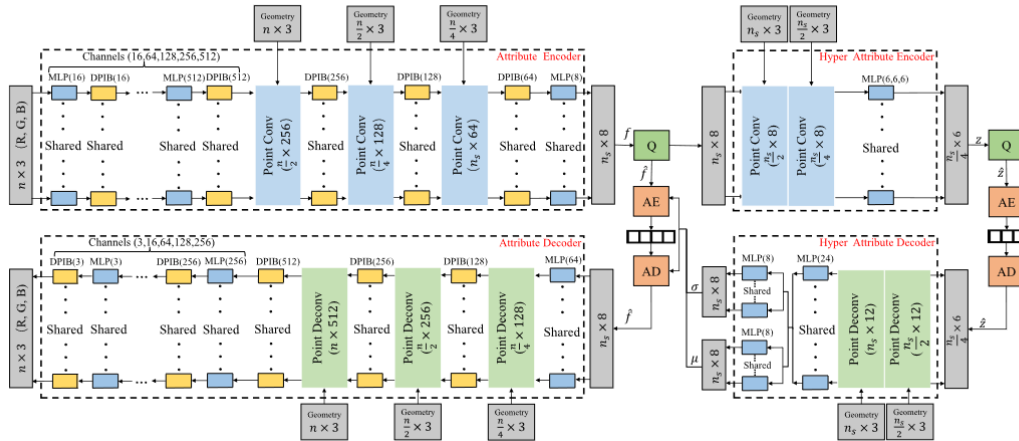 Geometry
n × 3
Geometry
n/2 × 3
Geometry
n/4 × 3
Geometry
n_s × 3
Geometry
n_s/2 × 3
Channels (16,64,128,256,512)
Attribute Encoder
Hyper Attribute Encoder
MLP(16)
DPIB(16)
MLP(512)
DPIB(512)
DPIB(256)
DPIB(128)
DPIB(64)
MLP(8)
MLP(6,6,6)
n × 3 (R, G, B)
Shared
Shared
...
Shared
Shared
Point Conv
(n/2 × 256)
Shared
Point Conv
(n/4 × 128)
Shared
Point Conv
(n_s × 64)
Shared
Shared
n_s × 8
f
Q
f̂
AE
AD
f̂
n_s × 8
Point Conv
(n_s/2 × 8)
Point Conv
(n_s/4 × 8)
Shared
n_s/4 × 6
z
Q
ẑ
AE
AD
ẑ
Channels (3,16,64,128,256)
Attribute Decoder
Hyper Attribute Decoder
DPIB(3)
MLP(3)
DPIB(256)
MLP(256)
DPIB(512)
DPIB(256)
DPIB(128)
MLP(64)
n × 3 (R, G, B)
Shared
Shared
...
Shared
Shared
Shared
Point Deconv
(n × 512)
Shared
Point Deconv
(n/2 × 256)
Shared
Point Deconv
(n/4 × 128)
Shared
n_s × 8
σ
μ
n_s × 8
n_s × 8
MLP(8)
Shared
MLP(8)
Shared
MLP(24)
Shared
Point Deconv
(n_s × 12)
Point Deconv
(n_s/2 × 12)
n_s/4 × 6
Geometry
n × 3
Geometry
n/2 × 3
Geometry
n/4 × 3
Geometry
n_s × 3
Geometry
n_s/2 × 3